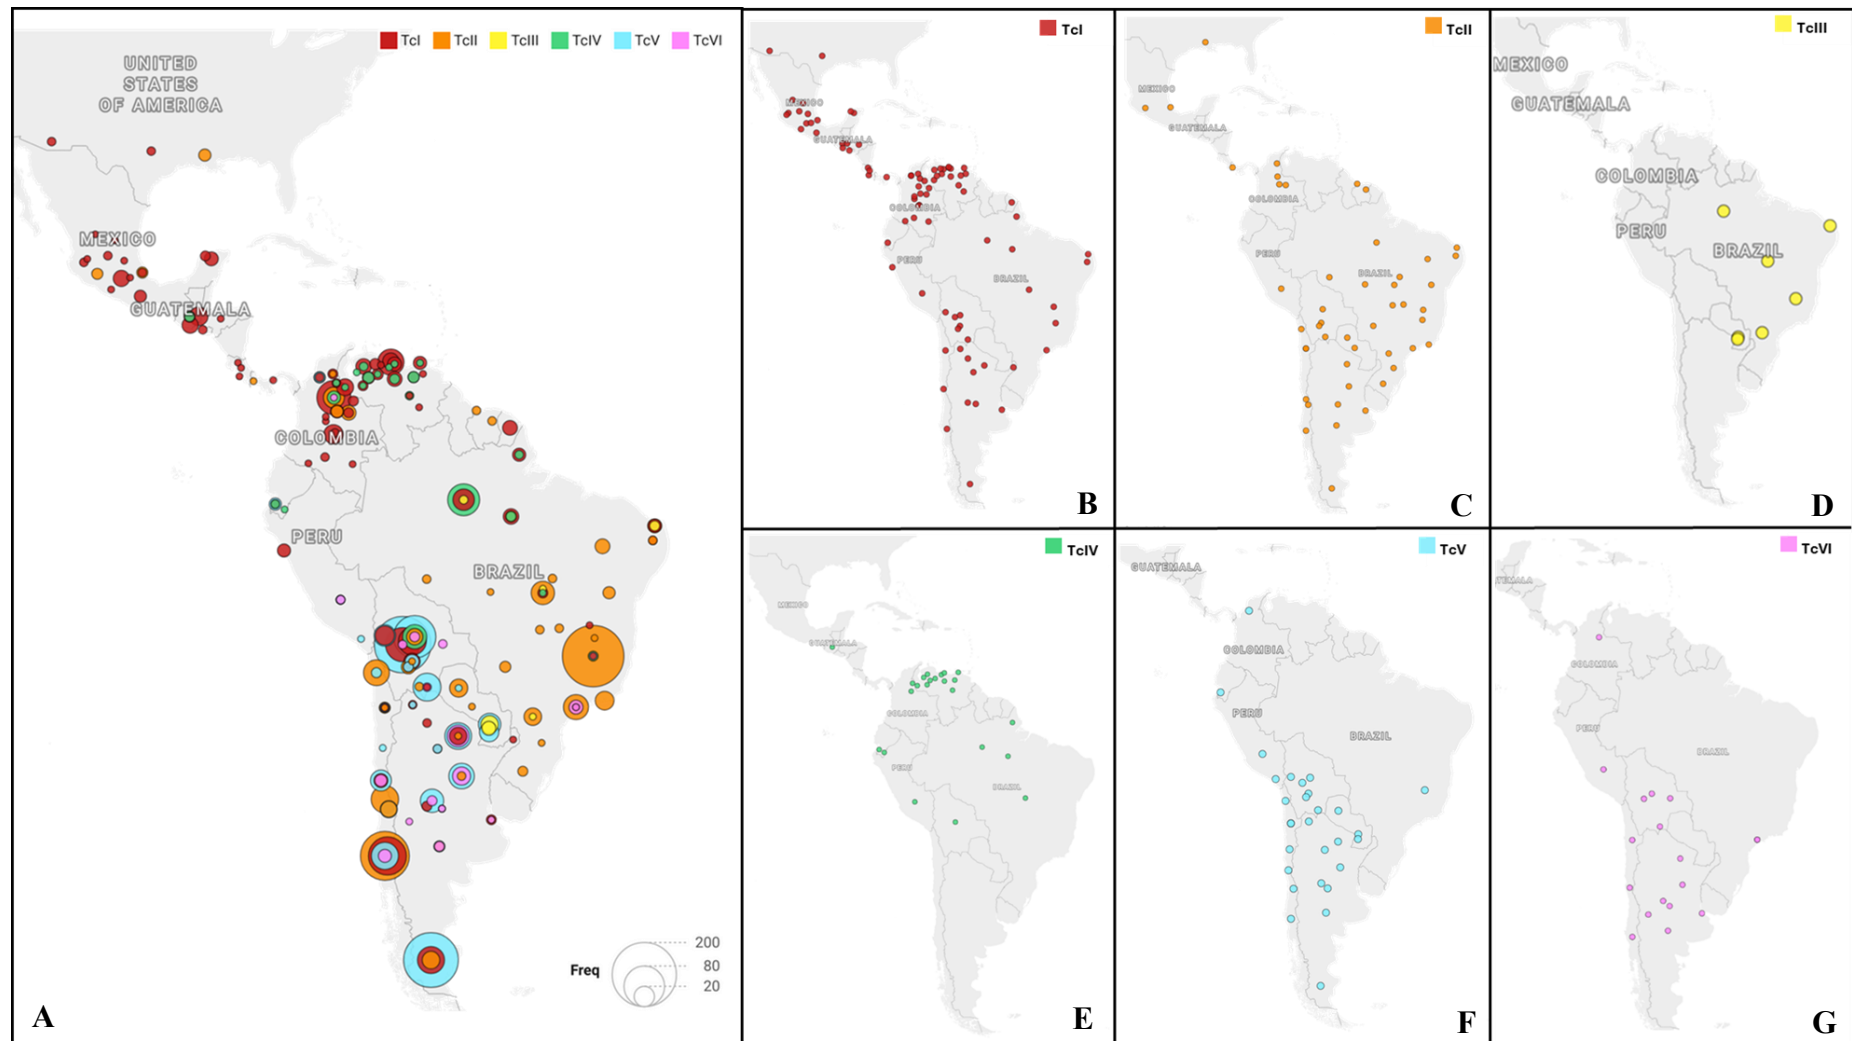 TcI TcII TcIII TcIV TcV TcVI
UNITED
STATES
OF AMERICA
MEXICO
GUATEMALA
COLOMBIA
PERU
BRAZIL
Freq
200
80
20
A
TcI
MEXICO
GUATEMALA
COLOMBIA
PERU
BRAZIL
B
TcII
MEXICO
GUATEMALA
COLOMBIA
PERU
BRAZIL
C
TcIII
MEXICO
GUATEMALA
COLOMBIA
PERU
BRAZIL
D
TcIV
MEXICO
GUATEMALA
COLOMBIA
PERU
BRAZIL
E
TcV
GUATEMALA
COLOMBIA
PERU
BRAZIL
F
TcVI
TEMALA
COLOMBIA
PERU
BRAZIL
G